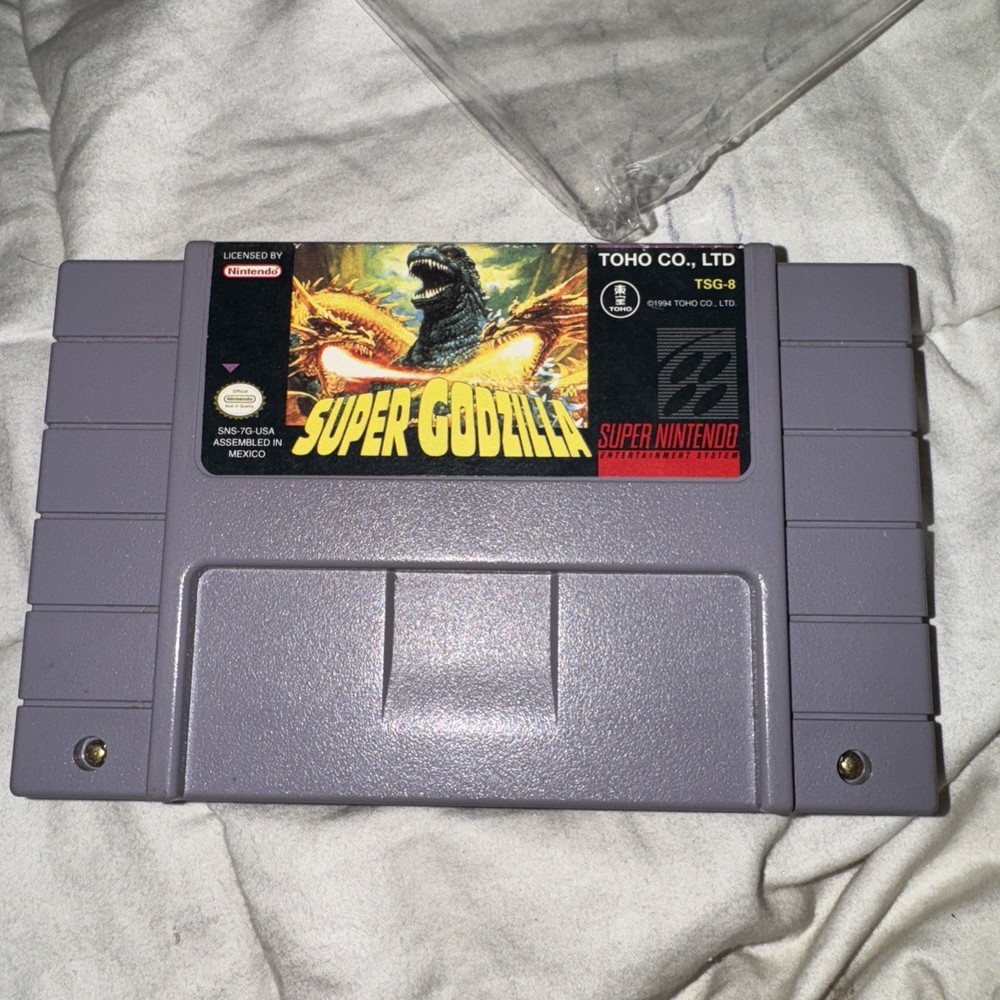 LICENSED BY
Nintendo®
Official
Nintendo
Seal of Quality
SNS-7G-USA
ASSEMBLED IN
MEXICO
SUPER GODZILLA
TOHO CO., LTD
TSG-8
東宝
TOHO
©1994 TOHO CO., LTD.
SUPER NINTENDO
ENTERTAINMENT SYSTEM